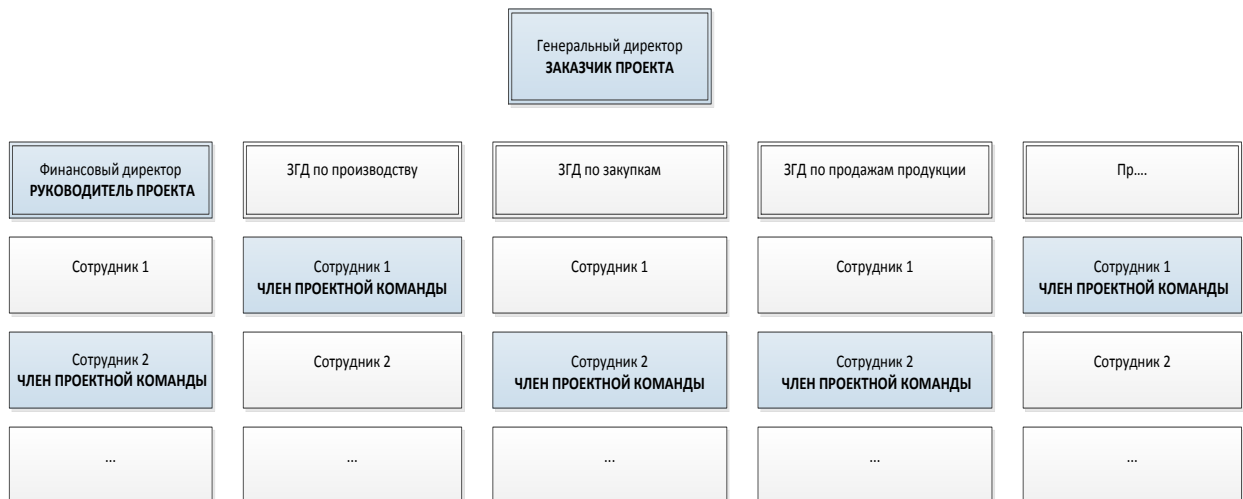 Генеральный директор
ЗАКАЗЧИК ПРОЕКТА
Финансовый директор
РУКОВОДИТЕЛЬ ПРОЕКТА
ЗГД по производству
ЗГД по закупкам
ЗГД по продажам продукции
Пр....
Сотрудник 1
Сотрудник 1
ЧЛЕН ПРОЕКТНОЙ КОМАНДЫ
Сотрудник 1
Сотрудник 1
Сотрудник 1
ЧЛЕН ПРОЕКТНОЙ КОМАНДЫ
Сотрудник 2
ЧЛЕН ПРОЕКТНОЙ КОМАНДЫ
Сотрудник 2
Сотрудник 2
ЧЛЕН ПРОЕКТНОЙ КОМАНДЫ
Сотрудник 2
ЧЛЕН ПРОЕКТНОЙ КОМАНДЫ
Сотрудник 2
...
...
...
...
...